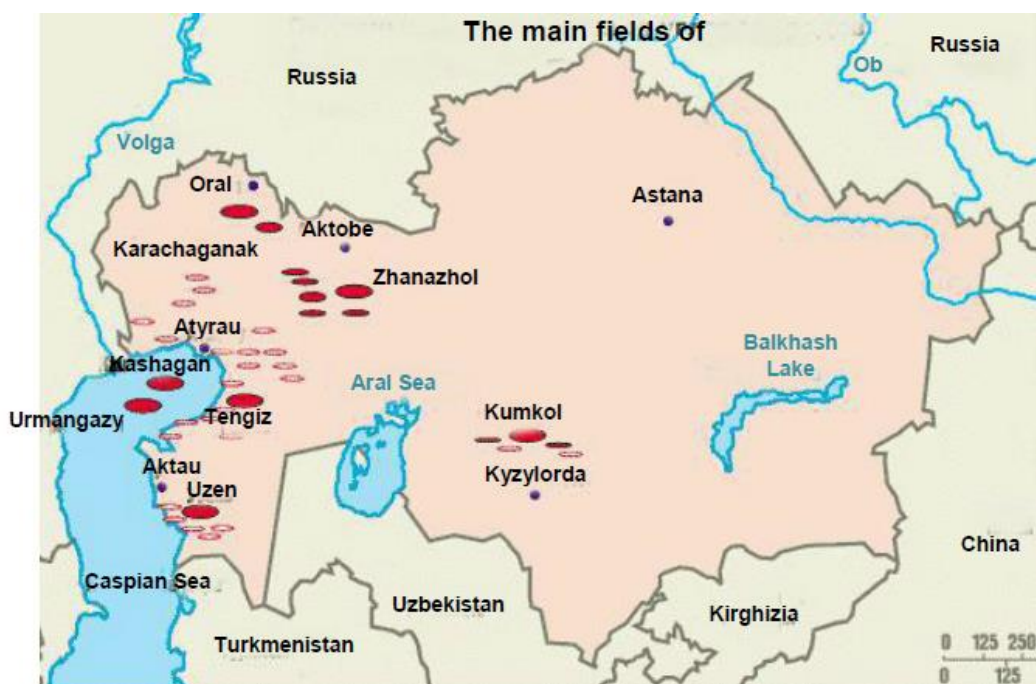 The main fields of
Russia
Russia
Ob
Volga
Oral
Astana
Aktobe
Karachaganak
Zhanazhol
Atyrau
Kashagan
Balkhash
Lake
Aral Sea
Urmangazy
Tengiz
Kumkol
Aktau
Kyzylorda
Uzen
China
Caspian Sea
Uzbekistan
Kirghizia
Turkmenistan
0 125 250
0 125